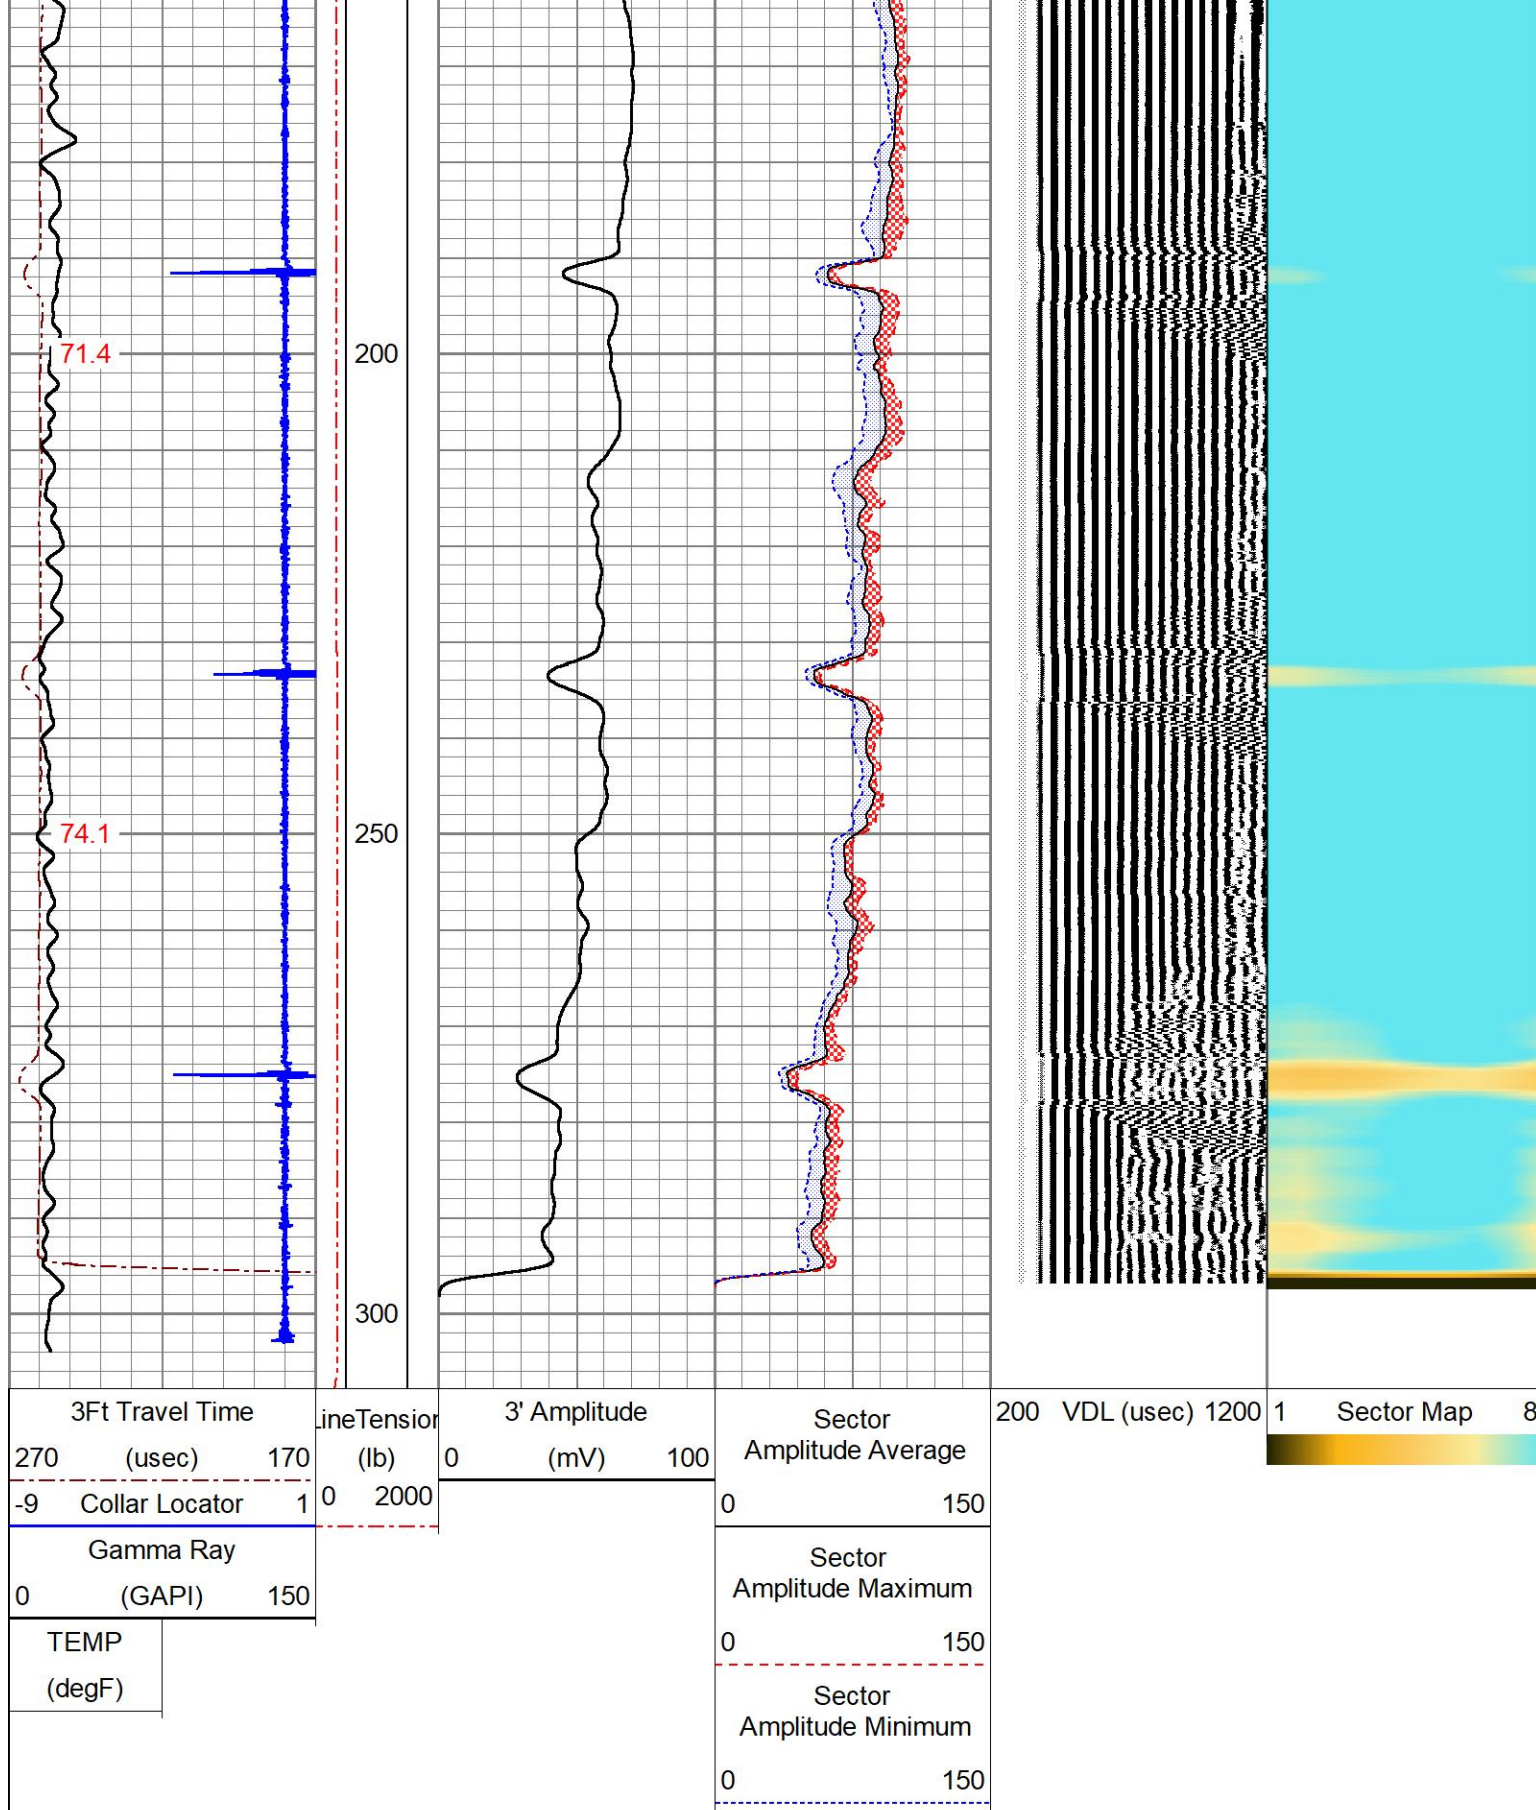 71.4
200
74.1
250
300
3Ft Travel Time
270 (usec) 170
-9 Collar Locator 1
Gamma Ray
0 (GAPI) 150
TEMP
(degF)
LineTension
(lb)
0 2000
3' Amplitude
0 (mV) 100
Sector
Amplitude Average
0 150
Sector
Amplitude Maximum
0 150
Sector
Amplitude Minimum
0 150
200 VDL (usec) 1200
1 Sector Map 8